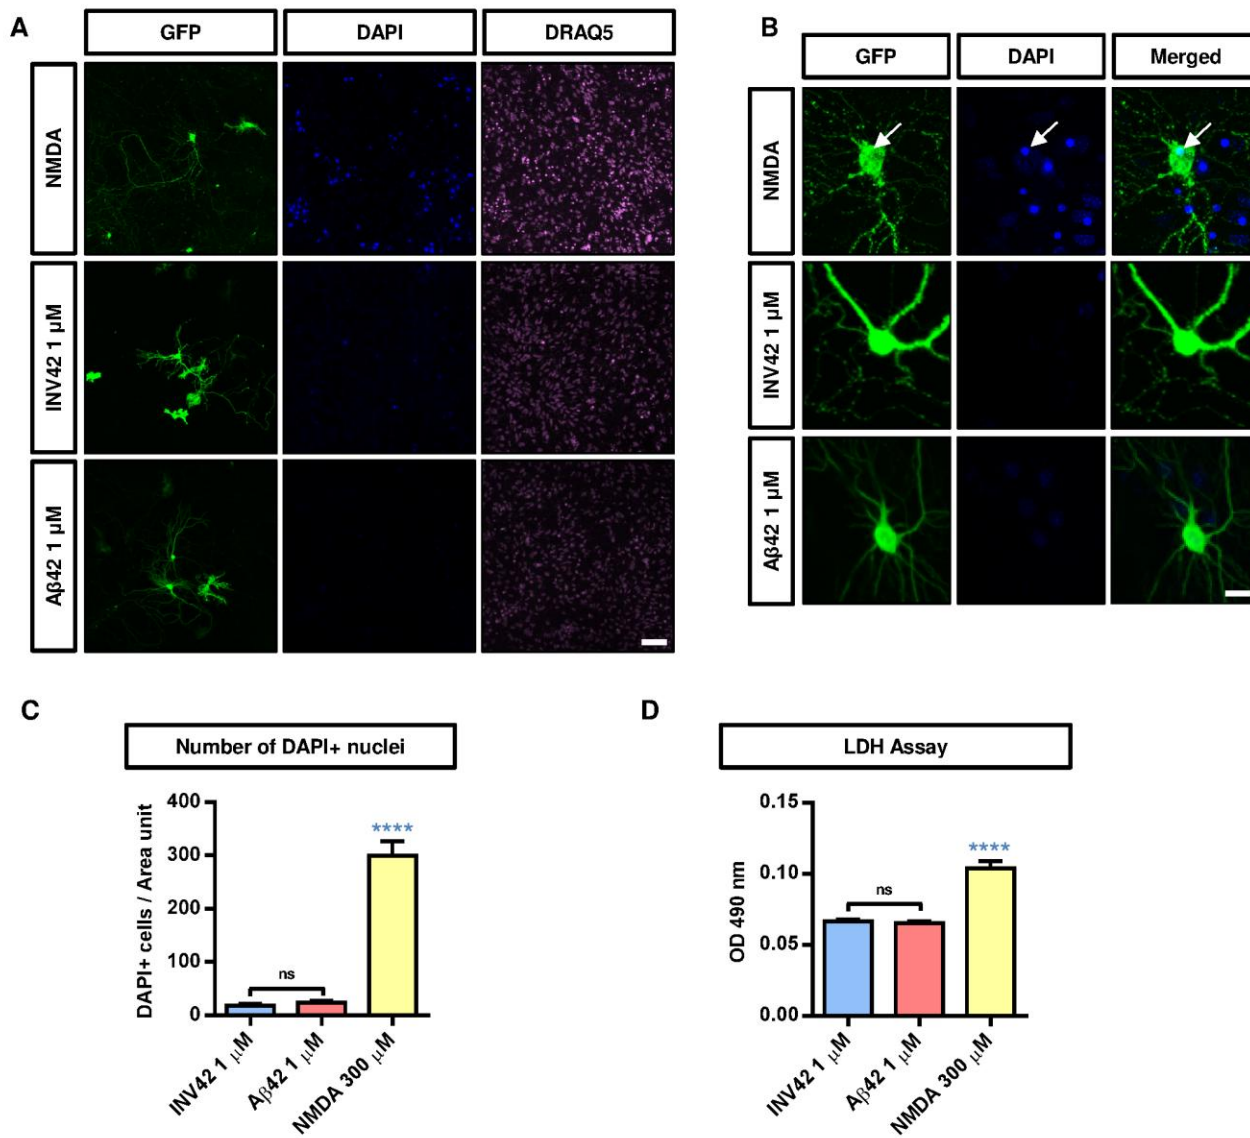 A
GFP DAPI DRAQ5
NMDA
INV42 1 µM
Aβ42 1 µM
B
GFP DAPI Merged
NMDA
INV42 1 µM
Aβ42 1 µM
C
Number of DAPI+ nuclei
DAPI+ cells / Area unit
400
300
200
100
0
ns
****
INV42 1 µM
Aβ42 1 µM
NMDA 300 µM
D
LDH Assay
OD 490 nm
0.15
0.10
0.05
0.00
ns
****
INV42 1 µM
Aβ42 1 µM
NMDA 300 µM